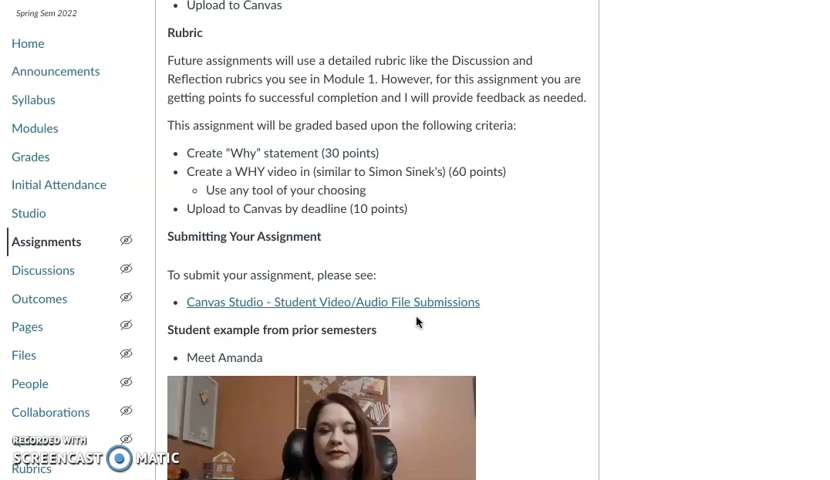 Spring Sem 2022
Home
Announcements
Syllabus
Modules
Grades
Initial Attendance
Studio
Assignments
Discussions
Outcomes
Pages
Files
People
Collaborations
Rubrics
RECORDED WITH
SCREENCAST MATIC
Upload to Canvas
Rubric
Future assignments will use a detailed rubric like the Discussion and
Reflection rubrics you see in Module 1. However, for this assignment you are
getting points fo successful completion and I will provide feedback as needed.
This assignment will be graded based upon the following criteria:
Create “Why” statement (30 points)
Create a WHY video in (similar to Simon Sinek's) (60 points)
Use any tool of your choosing
Upload to Canvas by deadline (10 points)
Submitting Your Assignment
To submit your assignment, please see:
Canvas Studio - Student Video/Audio File Submissions
Student example from prior semesters
Meet Amanda